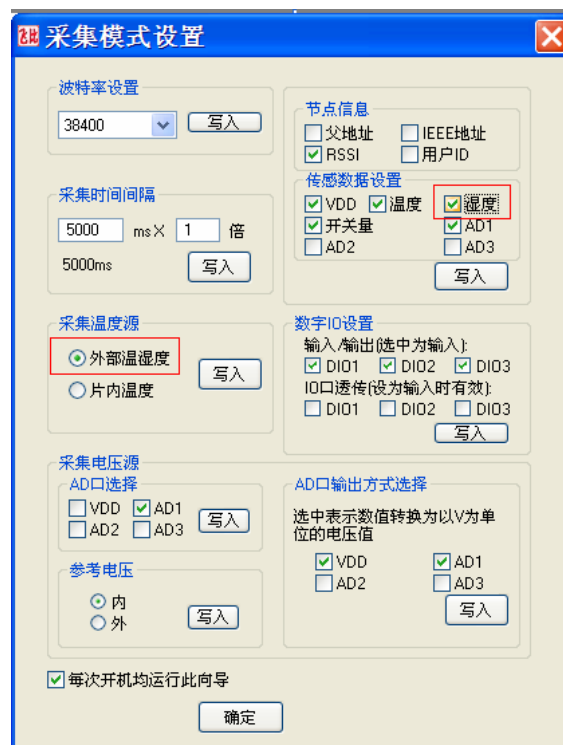 飞比 采集模式设置
波特率设置
38400 写入
采集时间间隔
5000 ms× 1 倍
5000ms 写入
采集温度源
外部温湿度
片内温度
写入
节点信息
父地址 IEEE地址
RSSI 用户ID
传感数据设置
VDD 温度 湿度
开关量 AD1
AD2 AD3
写入
数字IO设置
输入/输出(选中为输入):
DIO1 DIO2 DIO3
IO口透传(设为输入时有效):
DIO1 DIO2 DIO3
写入
采集电压源
AD口选择
VDD AD1
AD2 AD3
写入
参考电压
内
外
写入
AD口输出方式选择
选中表示数值转换为以V为单
位的电压值
VDD AD1
AD2 AD3
写入
每次开机均运行此向导
确定